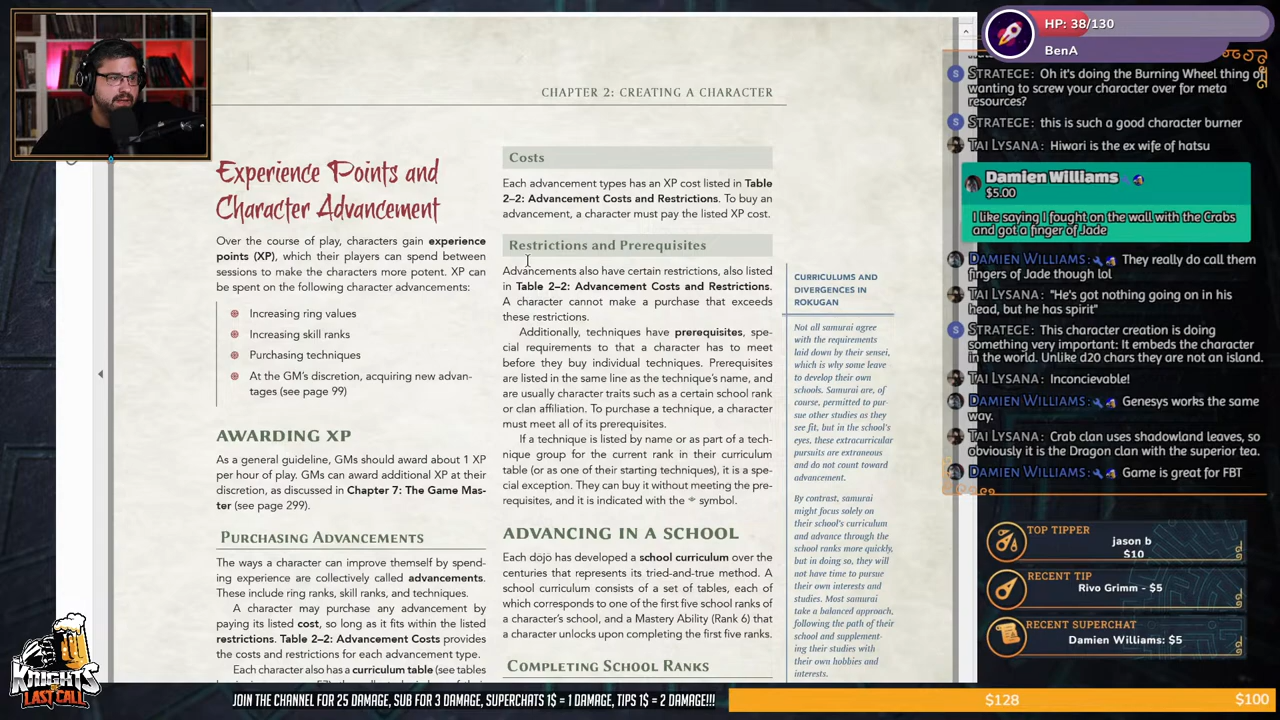 CHAPTER 2: CREATING A CHARACTER
Experience Points and
Character Advancement
Over the course of play, characters gain experience
points (XP), which their players can spend between
sessions to make the characters more potent. XP can
be spent on the following character advancements:
Increasing ring values
Increasing skill ranks
Purchasing techniques
At the GM's discretion, acquiring new advan-
tages (see page 99)
AWARDING XP
As a general guideline, GMs should award about 1 XP
per hour of play. GMs can award additional XP at their
discretion, as discussed in Chapter 7: The Game Mas-
ter (see page 299).
PURCHASING ADVANCEMENTS
The ways a character can improve themself by spend-
ing experience are collectively called advancements.
These include ring ranks, skill ranks, and techniques.
A character may purchase any advancement by
paying its listed cost, so long as it fits within the listed
restrictions. Table 2–2: Advancement Costs provides
the costs and restrictions for each advancement type.
Each character also has a curriculum table (see tables
Costs
Each advancement types has an XP cost listed in Table
2–2: Advancement Costs and Restrictions. To buy an
advancement, a character must pay the listed XP cost.
Restrictions and Prerequisites
Advancements also have certain restrictions, also listed
in Table 2–2: Advancement Costs and Restrictions.
A character cannot make a purchase that exceeds
these restrictions.
Additionally, techniques have prerequisites, spe-
cial requirements to that a character has to meet
before they buy individual techniques. Prerequisites
are listed in the same line as the technique's name, and
are usually character traits such as a certain school rank
or clan affiliation. To purchase a technique, a character
must meet all of its prerequisites.
If a technique is listed by name or as part of a tech-
nique group for the current rank in their curriculum
table (or as one of their starting techniques), it is a spe-
cial exception. They can buy it without meeting the pre-
requisites, and it is indicated with the symbol.
ADVANCING IN A SCHOOL
Each dojo has developed a school curriculum over the
centuries that represents its tried-and-true method. A
school curriculum consists of a set of tables, each of
which corresponds to one of the first five school ranks of
a character's school, and a Mastery Ability (Rank 6) that
a character unlocks upon completing the first five ranks.
COMPLETING SCHOOL RANKS
CURRICULUMS AND
DIVERGENCES IN
ROKUGAN
Not all samurai agree
with the requirements
laid down by their sensei,
which is why some leave
to develop their own
schools. Samurai are, of
course, permitted to pur-
sue other studies as they
see fit, but in the school's
eyes, these extracurricular
pursuits are extraneous
and do not count toward
advancement.
By contrast, samurai
might focus solely on
their school's curriculum
and advance through the
school ranks more quickly,
but in doing so, they will
not have time to pursue
their own interests and
studies. Most samurai
take a balanced approach,
following the path of their
school and supplement-
ing their studies with
their own hobbies and
interests.
HP: 38/130
BenA
STRATEGE: Oh it's doing the Burning Wheel thing of
wanting to screw your character over for meta
resources?
STRATEGE: this is such a good character burner
TAI LYSANA: Hiwari is the ex wife of hatsu
Damien Williams
$5.00
I like saying I fought on the wall with the Crabs
and got a finger of Jade
DAMIEN WILLIAMS: They really do call them
fingers of Jade though lol
TAI LYSANA: "He's got nothing going on in his
head, but he has spirit"
STRATEGE: This character creation is doing
something very important: It embeds the character
in the world. Unlike d20 chars they are not an island.
TAI LYSANA: Inconcievable!
DAMIEN WILLIAMS: Genesys works the same
way.
TAI LYSANA: Crab clan uses shadowland leaves, so
obviously it is the Dragon clan with the superior tea.
DAMIEN WILLIAMS: Game is great for FBT
TOP TIPPER
jason b
$10
RECENT TIP
Rivo Grimm - $5
RECENT SUPERCHAT
Damien Williams: $5
KNIGHTS
LAST CALL
JOIN THE CHANNEL FOR 25 DAMAGE, SUB FOR 3 DAMAGE, SUPERCHATS 1$ = 1 DAMAGE, TIPS 1$ = 2 DAMAGE!!!
$128
$100